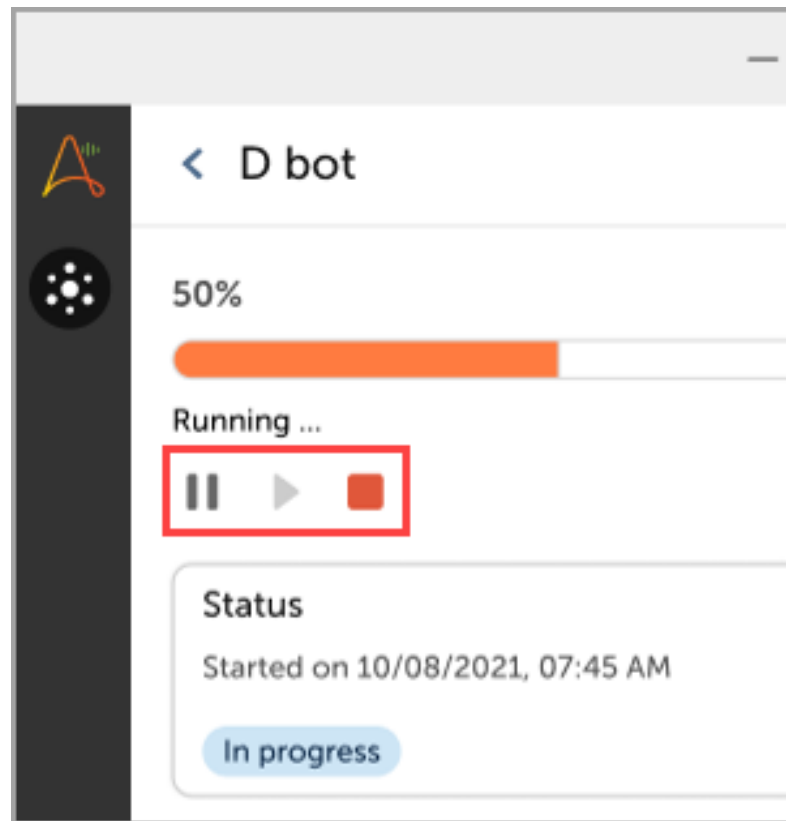 D bot
50%
Running ...
Status
Started on 10/08/2021, 07:45 AM
In progress